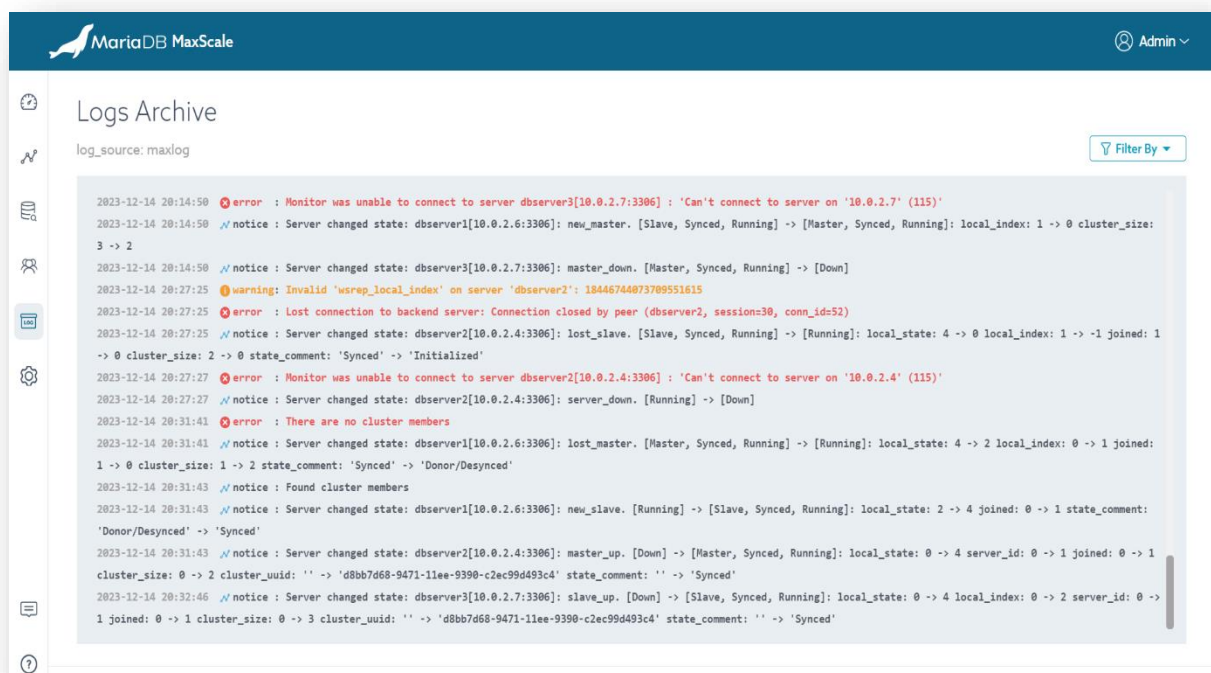 MariaDB MaxScale
Admin
Logs Archive
log_source: maxlog
Filter By
2023-12-14 20:14:50 error : Monitor was unable to connect to server dbserver3[10.0.2.7:3306] : 'Can't connect to server on '10.0.2.7' (115)'
2023-12-14 20:14:50 notice : Server changed state: dbserver1[10.0.2.6:3306]: new_master. [Slave, Synced, Running] -> [Master, Synced, Running]: local_index: 1 -> 0 cluster_size:
3 -> 2
2023-12-14 20:14:50 notice : Server changed state: dbserver3[10.0.2.7:3306]: master_down. [Master, Synced, Running] -> [Down]
2023-12-14 20:27:25 warning: Invalid 'wsrep_local_index' on server 'dbserver2': 18446744073709551615
2023-12-14 20:27:25 error : Lost connection to backend server: Connection closed by peer (dbserver2, session=30, conn_id=52)
2023-12-14 20:27:25 notice : Server changed state: dbserver2[10.0.2.4:3306]: lost_slave. [Slave, Synced, Running] -> [Running]: local_state: 4 -> 0 local_index: 1 -> -1 joined: 1
-> 0 cluster_size: 2 -> 0 state_comment: 'Synced' -> 'Initialized'
2023-12-14 20:27:27 error : Monitor was unable to connect to server dbserver2[10.0.2.4:3306] : 'Can't connect to server on '10.0.2.4' (115)'
2023-12-14 20:27:27 notice : Server changed state: dbserver2[10.0.2.4:3306]: server_down. [Running] -> [Down]
2023-12-14 20:31:41 error : There are no cluster members
2023-12-14 20:31:41 notice : Server changed state: dbserver1[10.0.2.6:3306]: lost_master. [Master, Synced, Running] -> [Running]: local_state: 4 -> 2 local_index: 0 -> 1 joined:
1 -> 0 cluster_size: 1 -> 2 state_comment: 'Synced' -> 'Donor/Desynced'
2023-12-14 20:31:43 notice : Found cluster members
2023-12-14 20:31:43 notice : Server changed state: dbserver1[10.0.2.6:3306]: new_slave. [Running] -> [Slave, Synced, Running]: local_state: 2 -> 4 joined: 0 -> 1 state_comment:
'Donor/Desynced' -> 'Synced'
2023-12-14 20:31:43 notice : Server changed state: dbserver2[10.0.2.4:3306]: master_up. [Down] -> [Master, Synced, Running]: local_state: 0 -> 4 server_id: 0 -> 1 joined: 0 -> 1
cluster_size: 0 -> 2 cluster_uuid: '' -> 'd8bb7d68-9471-11ee-9390-c2ec99d493c4' state_comment: '' -> 'Synced'
2023-12-14 20:32:46 notice : Server changed state: dbserver3[10.0.2.7:3306]: slave_up. [Down] -> [Slave, Synced, Running]: local_state: 0 -> 4 local_index: 0 -> 2 server_id: 0 ->
1 joined: 0 -> 1 cluster_size: 0 -> 3 cluster_uuid: '' -> 'd8bb7d68-9471-11ee-9390-c2ec99d493c4' state_comment: '' -> 'Synced'
LOG